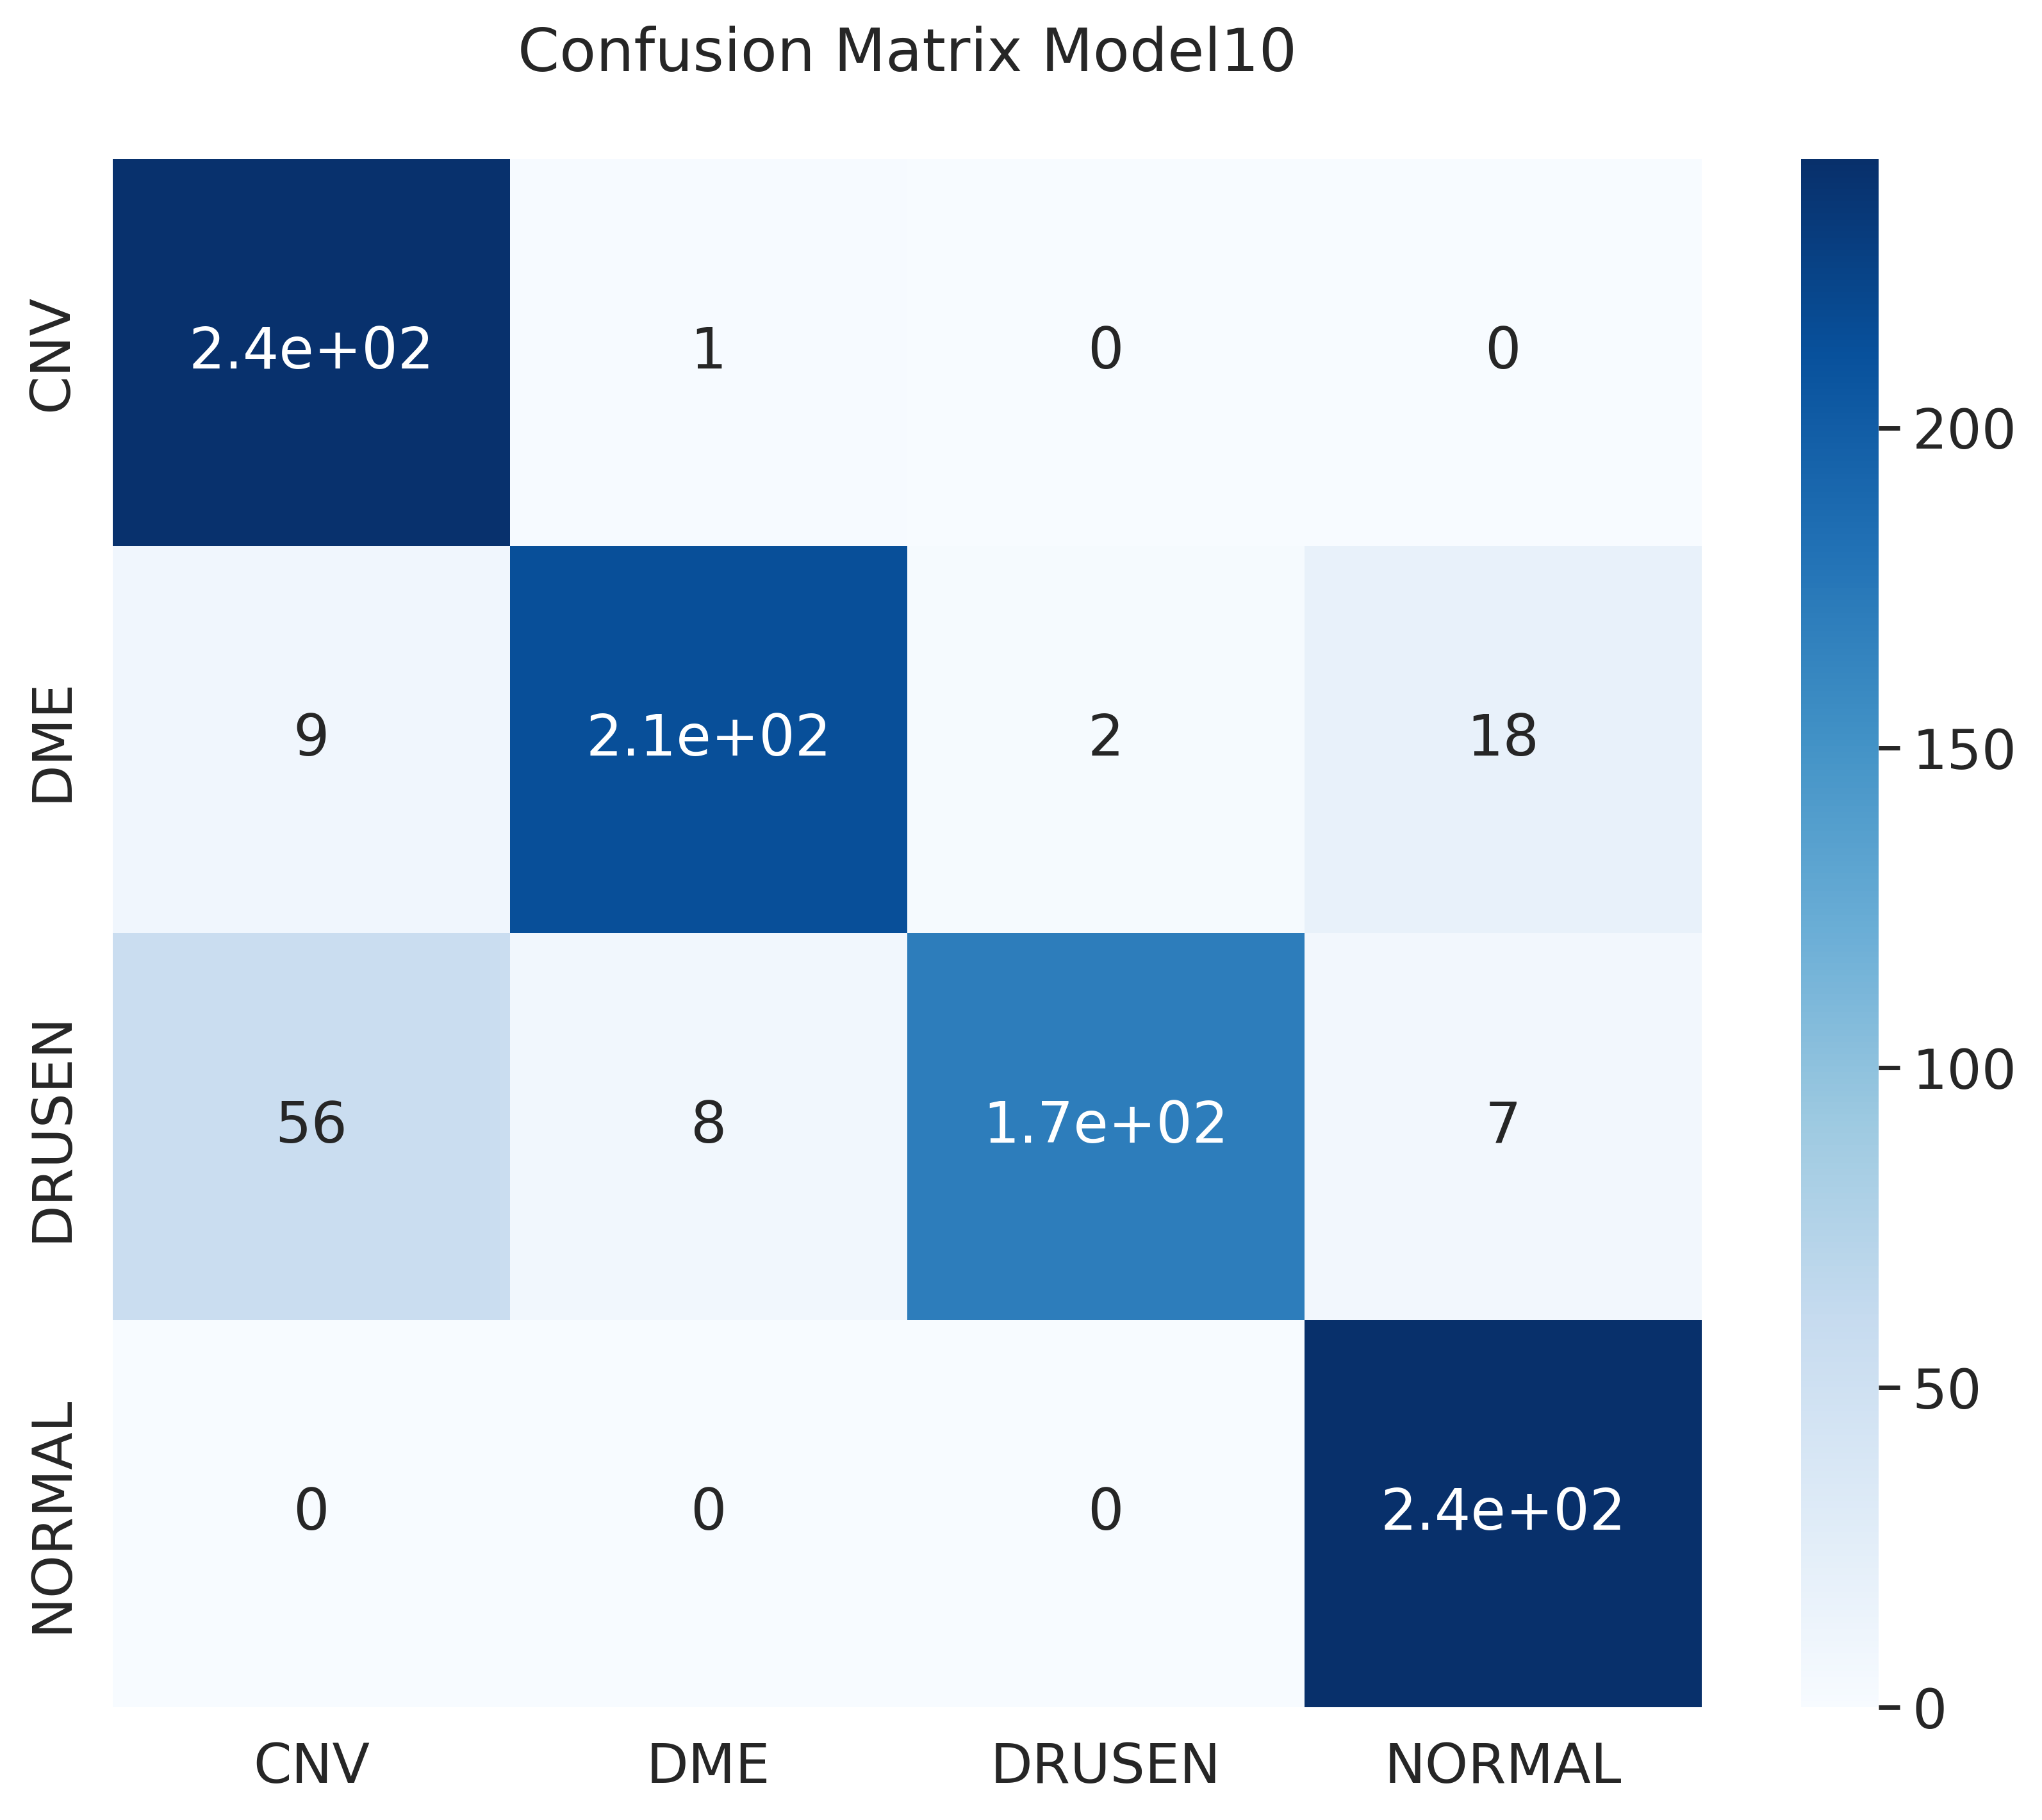 Confusion Matrix Model10
CNV
2.4e+02 1 0 0
DME
9 2.1e+02 2 18
DRUSEN
56 8 1.7e+02 7
NORMAL
0 0 0 2.4e+02
CNV DME DRUSEN NORMAL
200
150
100
50
0